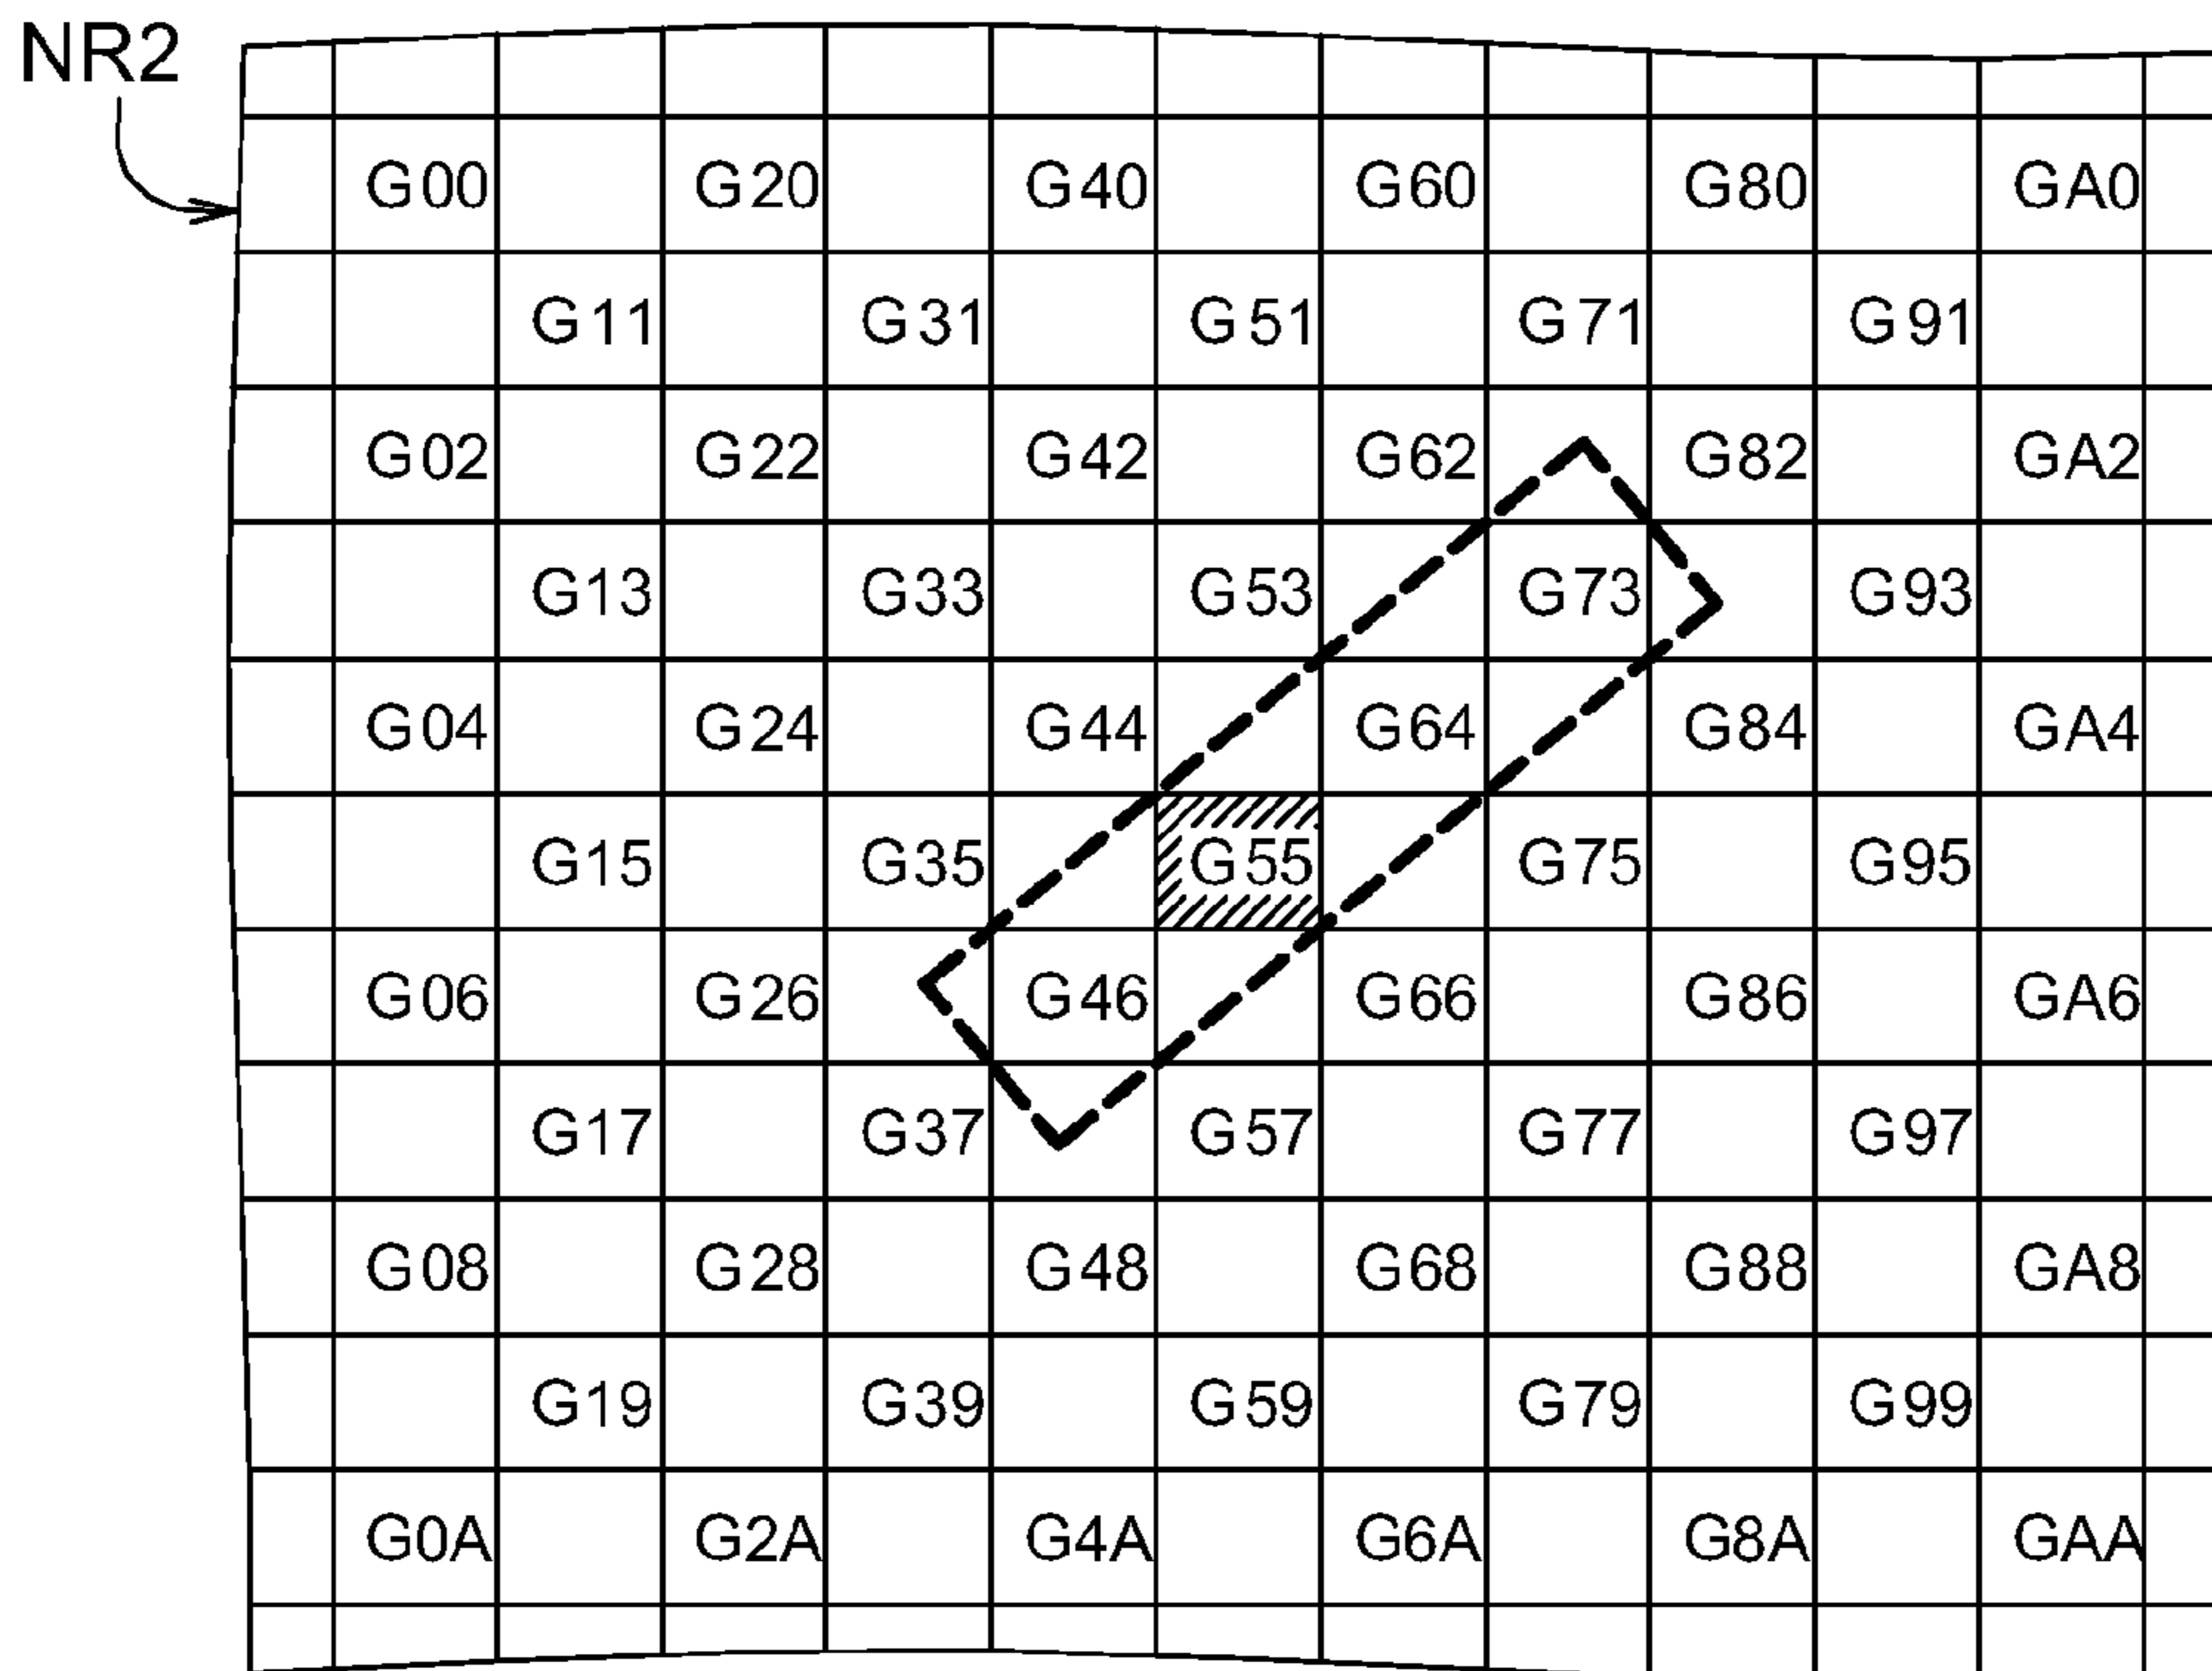 NR2
G00 G20 G40 G60 G80 GA0
G11 G31 G51 G71 G91
G02 G22 G42 G62 G82 GA2
G13 G33 G53 G73 G93
G04 G24 G44 G64 G84 GA4
G15 G35 G55 G75 G95
G06 G26 G46 G66 G86 GA6
G17 G37 G57 G77 G97
G08 G28 G48 G68 G88 GA8
G19 G39 G59 G79 G99
G0A G2A G4A G6A G8A GAA